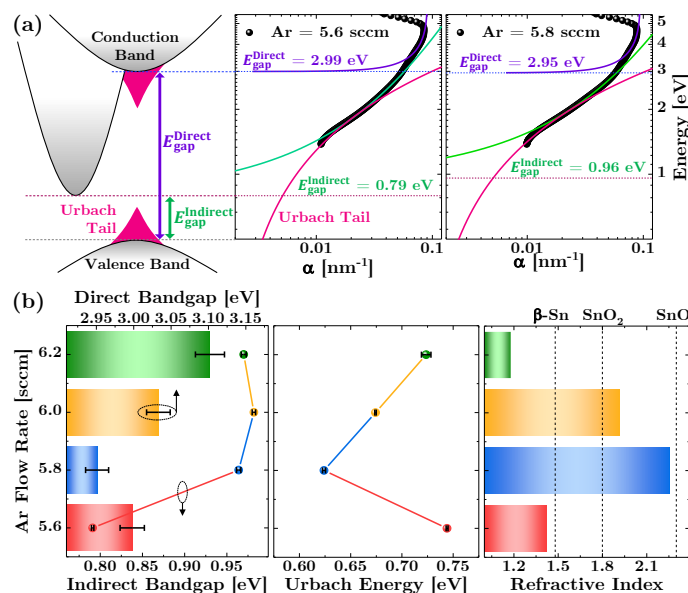 (a)
Conduction
Band
E_gap^Direct
E_gap^Indirect
Urbach
Tail
Valence Band
Ar = 5.6 sccm
E_gap^Direct = 2.99 eV
E_gap^Indirect = 0.79 eV
Urbach Tail
0.01 0.1
α [nm⁻¹]
Ar = 5.8 sccm
E_gap^Direct = 2.95 eV
E_gap^Indirect = 0.96 eV
0.01 0.1
α [nm⁻¹]
5
4
3
2
1
Energy [eV]
(b)
Direct Bandgap [eV]
2.95 3.00 3.05 3.10 3.15
Ar Flow Rate [sccm]
6.2
6.0
5.8
5.6
0.80 0.85 0.90 0.95
Indirect Bandgap [eV]
0.60 0.65 0.70 0.75
Urbach Energy [eV]
β-Sn SnO₂ SnO
1.2 1.5 1.8 2.1
Refractive Index